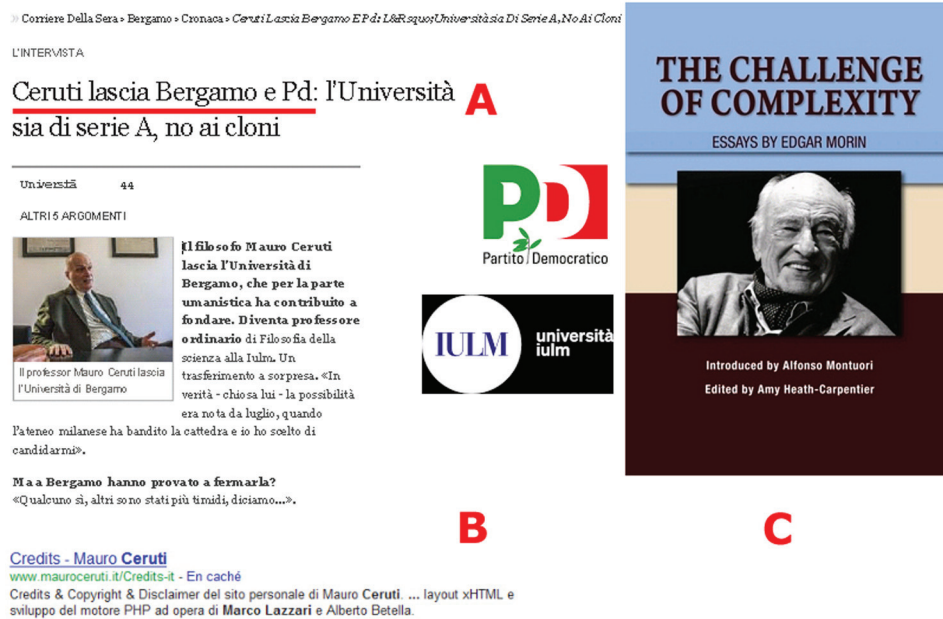 » Corriere Della Sera > Bergamo > Cronaca > Ceruti Lascia Bergamo E Pd: L&Rsquo;Università sia Di Serie A, No Ai Cloni
L'INTERVISTA
Ceruti lascia Bergamo e Pd: l'Università
sia di serie A, no ai cloni
A
Università 44
ALTRI 5 ARGOMENTI
Il filosofo Mauro Ceruti
lascia l'Università di
Bergamo, che per la parte
umanistica ha contribuito a
fondare. Diventa professore
ordinario di Filosofia della
scienza alla Iulm. Un
trasferimento a sorpresa. «In
verità - chiosa lui - la possibilità
era nota da luglio, quando
l'ateneo milanese ha bandito la cattedra e io ho scelto di
candidarmi».
Il professor Mauro Ceruti lascia
l'Università di Bergamo
Ma a Bergamo hanno provato a fermarla?
«Qualcuno sì, altri sono stati più timidi, diciamo...».
PD
Partito Democratico
IULM
università
iulm
B
THE CHALLENGE
OF COMPLEXITY
ESSAYS BY EDGAR MORIN
Introduced by Alfonso Montuori
Edited by Amy Heath-Carpentier
C
Credits - Mauro Ceruti
www.mauroceruti.it/Credits-it - En caché
Credits & Copyright & Disclaimer del sito personale di Mauro Ceruti. ... layout xHTML e
sviluppo del motore PHP ad opera di Marco Lazzari e Alberto Betella.